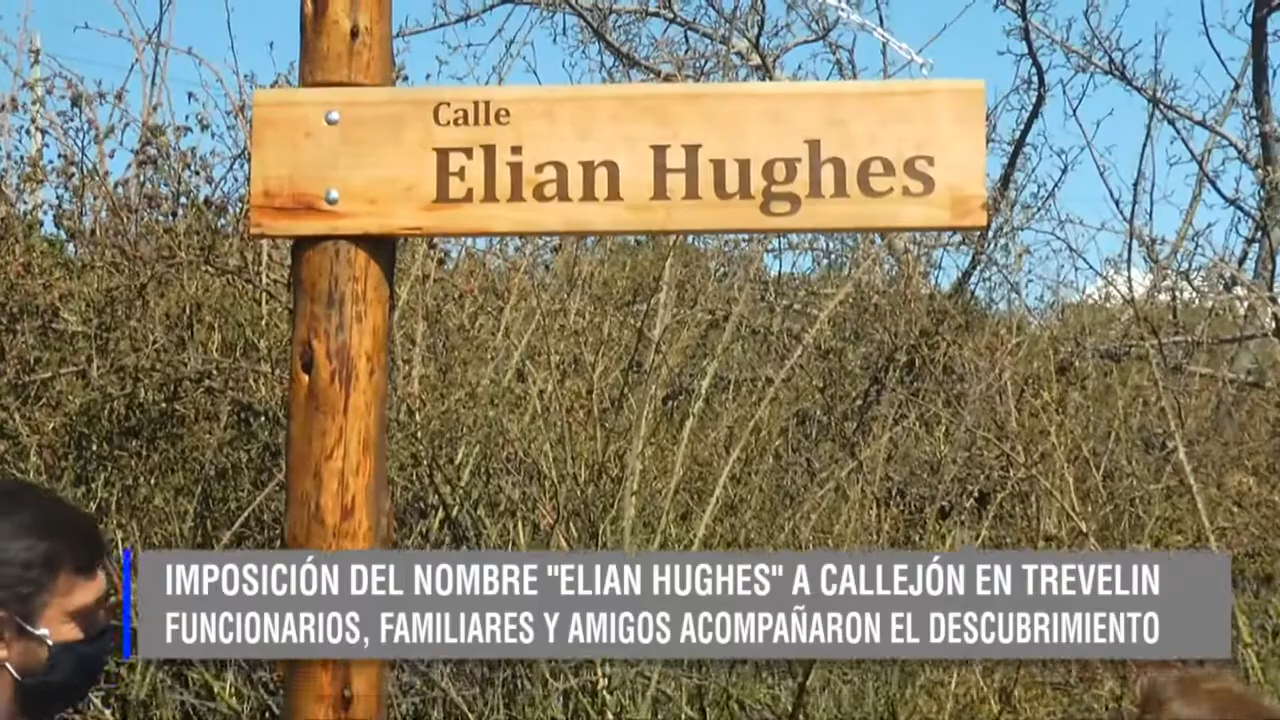 Calle
Elian Hughes
IMPOSICIÓN DEL NOMBRE "ELIAN HUGHES" A CALLEJÓN EN TREVELIN
FUNCIONARIOS, FAMILIARES Y AMIGOS ACOMPAÑARON EL DESCUBRIMIENTO